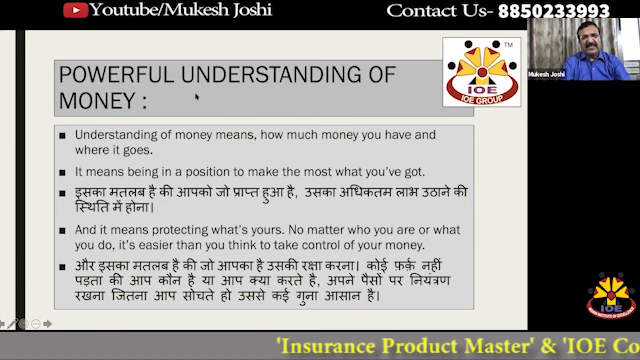 Youtube/Mukesh Joshi
Contact Us- 8850233993
TM
IOE
IOE GROUP
Mukesh Joshi
POWERFUL UNDERSTANDING OF
MONEY :
Understanding of money means, how much money you have and
where it goes.
It means being in a position to make the most what you've got.
इसका मतलब है की आपको जो प्राप्त हुआ है, उसका अधिकतम लाभ उठाने की
स्थिति में होना।
And it means protecting what's yours. No matter who you are or what
you do, it's easier than you think to take control of your money.
और इसका मतलब है की जो आपका है उसकी रक्षा करना। कोई फ़र्क़ नहीं
पड़ता की आप कौन है या आप क्या करते है, अपने पैसों पर नियंत्रण
रखना जितना आप सोचते हो उससे कई गुना आसान है।
IOE
'Insurance Product Master' & 'IOE Co